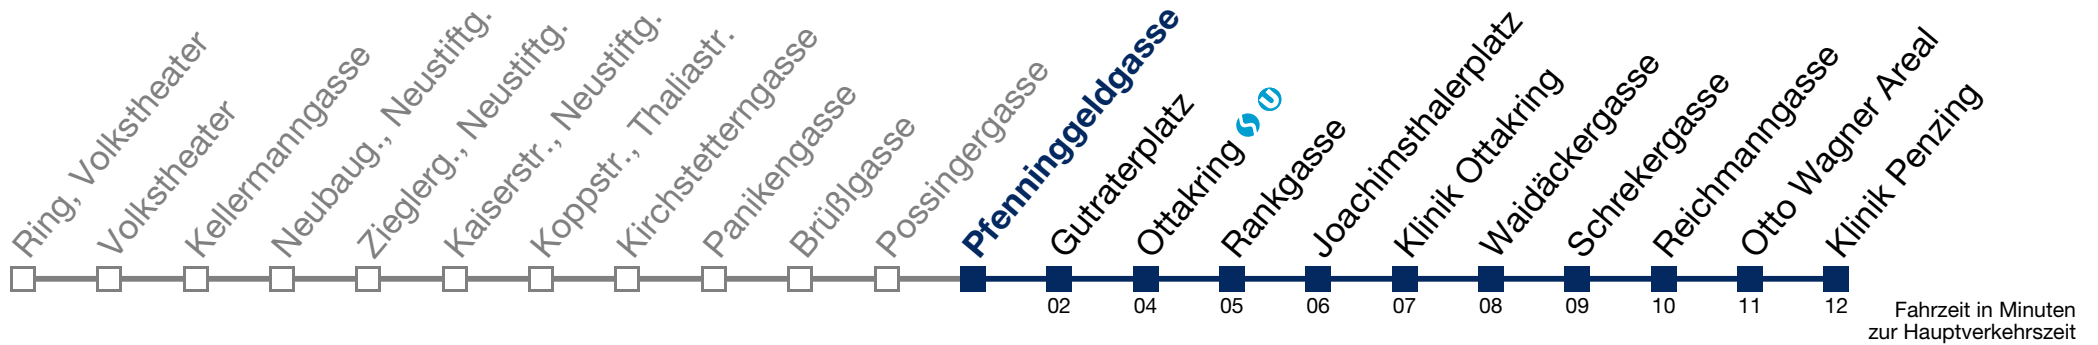 Ring, Volkstheater
Volkstheater
Kellermanngasse
Neubaug., Neustiftg.
Zieglerg., Neustiftg.
Kaiserstr., Neustiftg.
Koppstr., Thaliastr.
Kirchstetterngasse
Panikengasse
Brüßlgasse
Possingergasse
Pfenninggeldgasse
Gutraterplatz
Ottakring S U
Rankgasse
Joachimsthalerplatz
Klinik Ottakring
Waidäckergasse
Schrekergasse
Reichmanngasse
Otto Wagner Areal
Klinik Penzing
02 04 05 06 07 08 09 10 11 12
Fahrzeit in Minuten
zur Hauptverkehrszeit